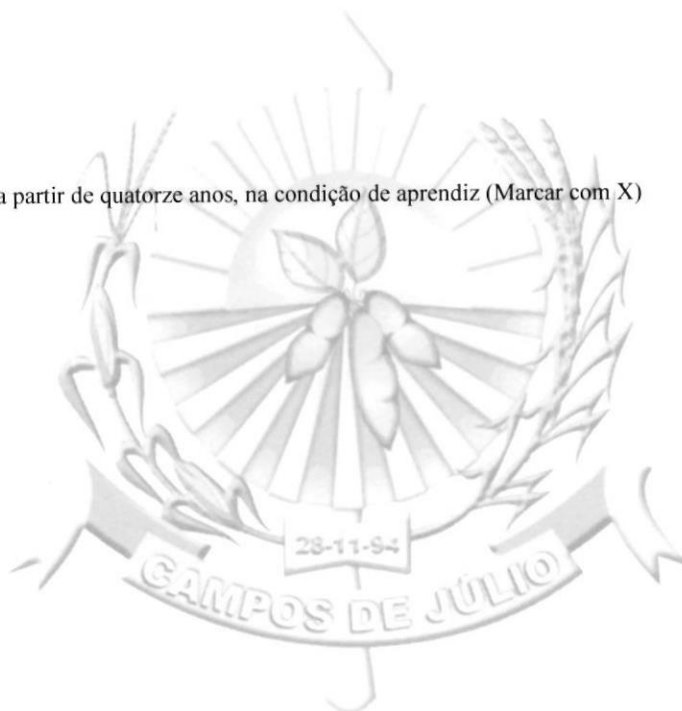 a partir de quatorze anos, na condição de aprendiz (Marcar com X)
28-11-94
CAMPOS DE JÚLIO